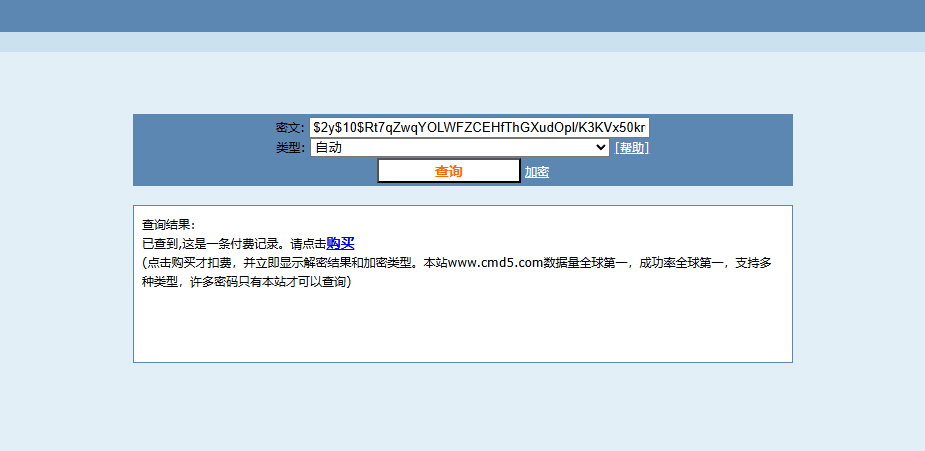 密文: $2y$10$Rt7qZwqYOLWFZCEHfThGXudOpl/K3KVx50kr
类型: 自动 [帮助]
查询 加密
查询结果:
已查到,这是一条付费记录。请点击购买
(点击购买才扣费，并立即显示解密结果和加密类型。本站www.cmd5.com数据量全球第一，成功率全球第一，支持多
种类型，许多密码只有本站才可以查询)